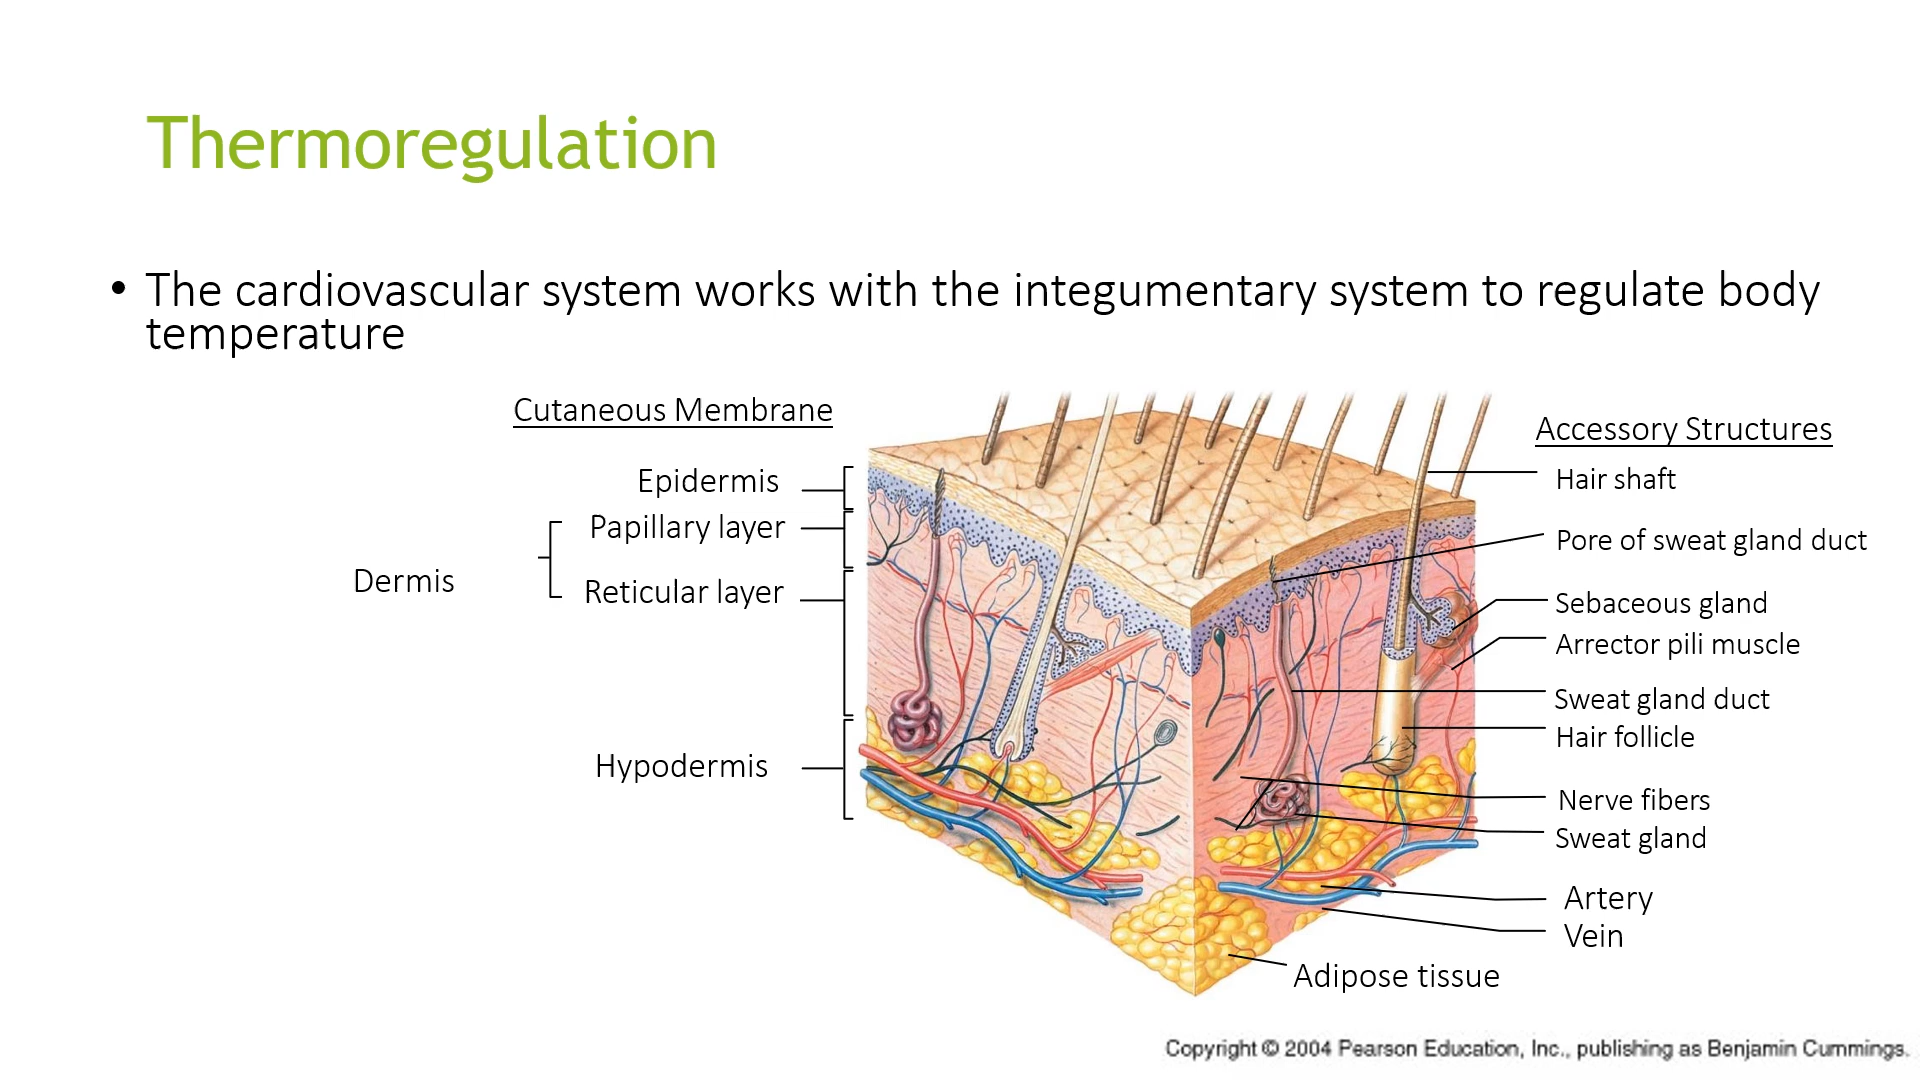 Thermoregulation
• The cardiovascular system works with the integumentary system to regulate body
temperature
Cutaneous Membrane
Epidermis
Papillary layer
Dermis
Reticular layer
Hypodermis
Accessory Structures
Hair shaft
Pore of sweat gland duct
Sebaceous gland
Arrector pili muscle
Sweat gland duct
Hair follicle
Nerve fibers
Sweat gland
Artery
Vein
Adipose tissue
Copyright © 2004 Pearson Education, Inc., publishing as Benjamin Cummings.